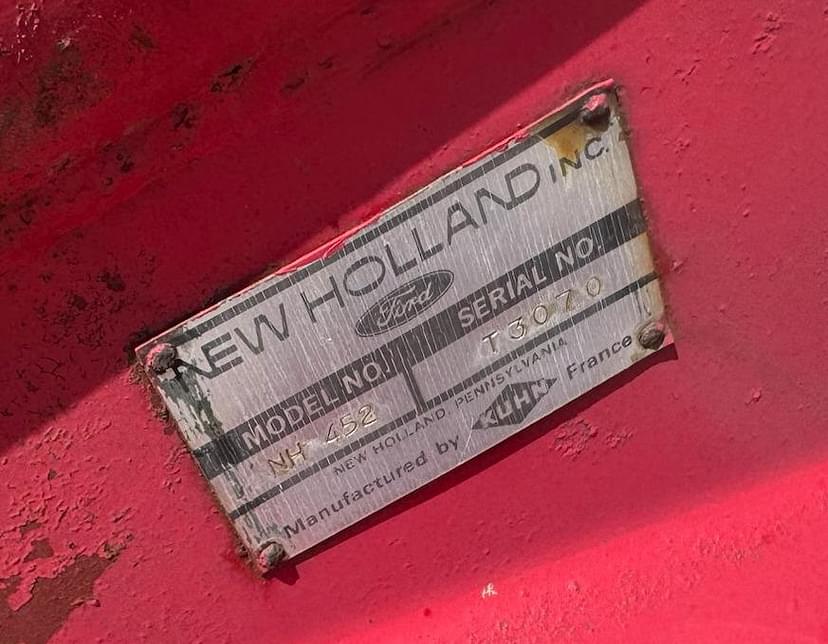 NEW HOLLAND INC.
Ford
MODEL NO. SERIAL NO.
NH 452 T3070
NEW HOLLAND, PENNSYLVANIA
Manufactured by KUHN France